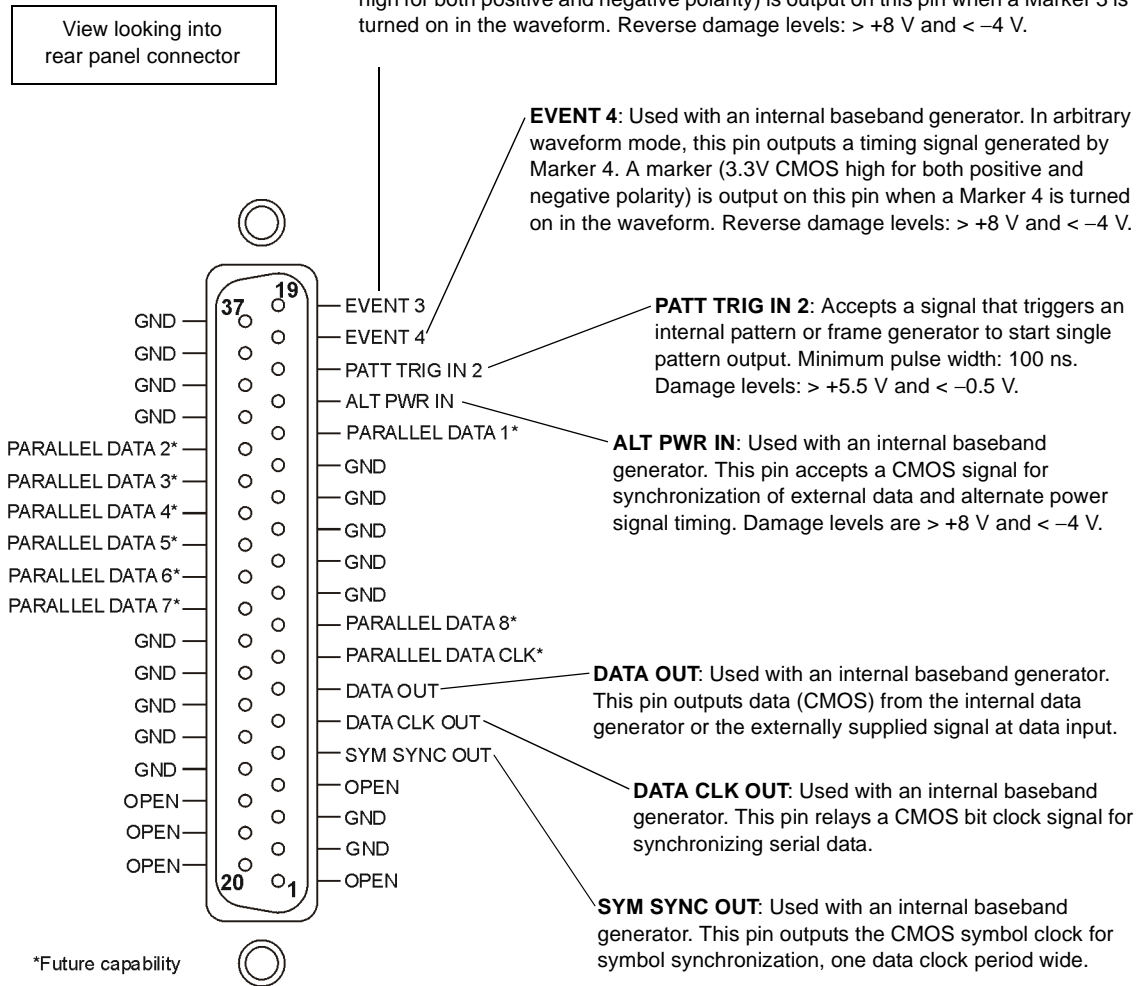 high for both positive and negative polarity) is output on this pin when a Marker 3 is
turned on in the waveform. Reverse damage levels: > +8 V and < −4 V.
View looking into
rear panel connector
EVENT 4: Used with an internal baseband generator. In arbitrary
waveform mode, this pin outputs a timing signal generated by
Marker 4. A marker (3.3V CMOS high for both positive and
negative polarity) is output on this pin when a Marker 4 is turned
on in the waveform. Reverse damage levels: > +8 V and < −4 V.
37
19
GND
GND
GND
GND
PARALLEL DATA 2*
PARALLEL DATA 3*
PARALLEL DATA 4*
PARALLEL DATA 5*
PARALLEL DATA 6*
PARALLEL DATA 7*
GND
GND
GND
GND
GND
OPEN
OPEN
OPEN
20
1
EVENT 3
EVENT 4
PATT TRIG IN 2
ALT PWR IN
PARALLEL DATA 1*
GND
GND
GND
GND
GND
PARALLEL DATA 8*
PARALLEL DATA CLK*
DATA OUT
DATA CLK OUT
SYM SYNC OUT
OPEN
GND
GND
OPEN
PATT TRIG IN 2: Accepts a signal that triggers an
internal pattern or frame generator to start single
pattern output. Minimum pulse width: 100 ns.
Damage levels: > +5.5 V and < −0.5 V.
ALT PWR IN: Used with an internal baseband
generator. This pin accepts a CMOS signal for
synchronization of external data and alternate power
signal timing. Damage levels are > +8 V and < −4 V.
DATA OUT: Used with an internal baseband generator.
This pin outputs data (CMOS) from the internal data
generator or the externally supplied signal at data input.
DATA CLK OUT: Used with an internal baseband
generator. This pin relays a CMOS bit clock signal for
synchronizing serial data.
SYM SYNC OUT: Used with an internal baseband
generator. This pin outputs the CMOS symbol clock for
symbol synchronization, one data clock period wide.
*Future capability